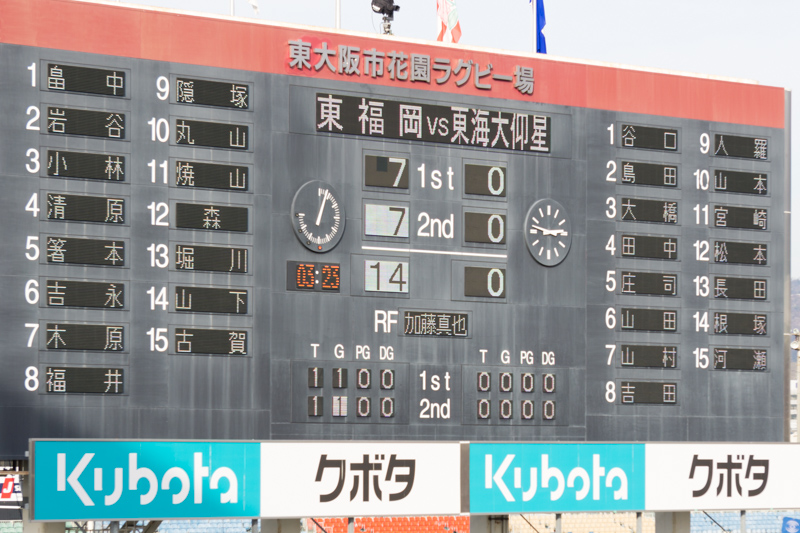 東大阪市花園ラグビー場
東福岡 VS 東海大仰星
1 畠中
2 岩谷
3 小林
4 清原
5 箸本
6 吉永
7 木原
8 福井
9 隠塚
10 丸山
11 焼山
12 森
13 堀川
14 山下
15 古賀
7 1st 0
7 2nd 0
14 0
03:23
RF 加藤真也
T G PG DG T G PG DG
1 1 0 0 1st 0 0 0 0
1 1 0 0 2nd 0 0 0 0
1 谷口
2 島田
3 大橋
4 田中
5 庄司
6 山田
7 山村
8 吉田
9 人羅
10 山本
11 宮崎
12 松本
13 長田
14 根塚
15 河瀬
Kubota クボタ Kubota クボタ